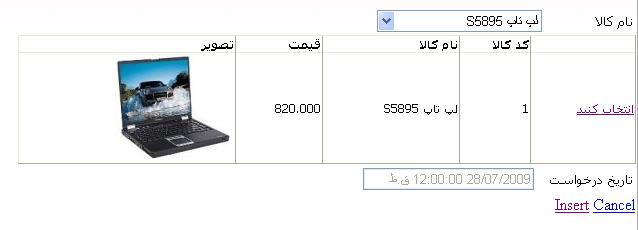 نام کالا لپ تاپ S5895
کد کالا نام کالا قیمت تصویر
انتخاب کنید 1 لپ تاپ S5895 820.000
تاریخ درخواست 28/07/2009 12:00:00 ق.ظ
Insert Cancel